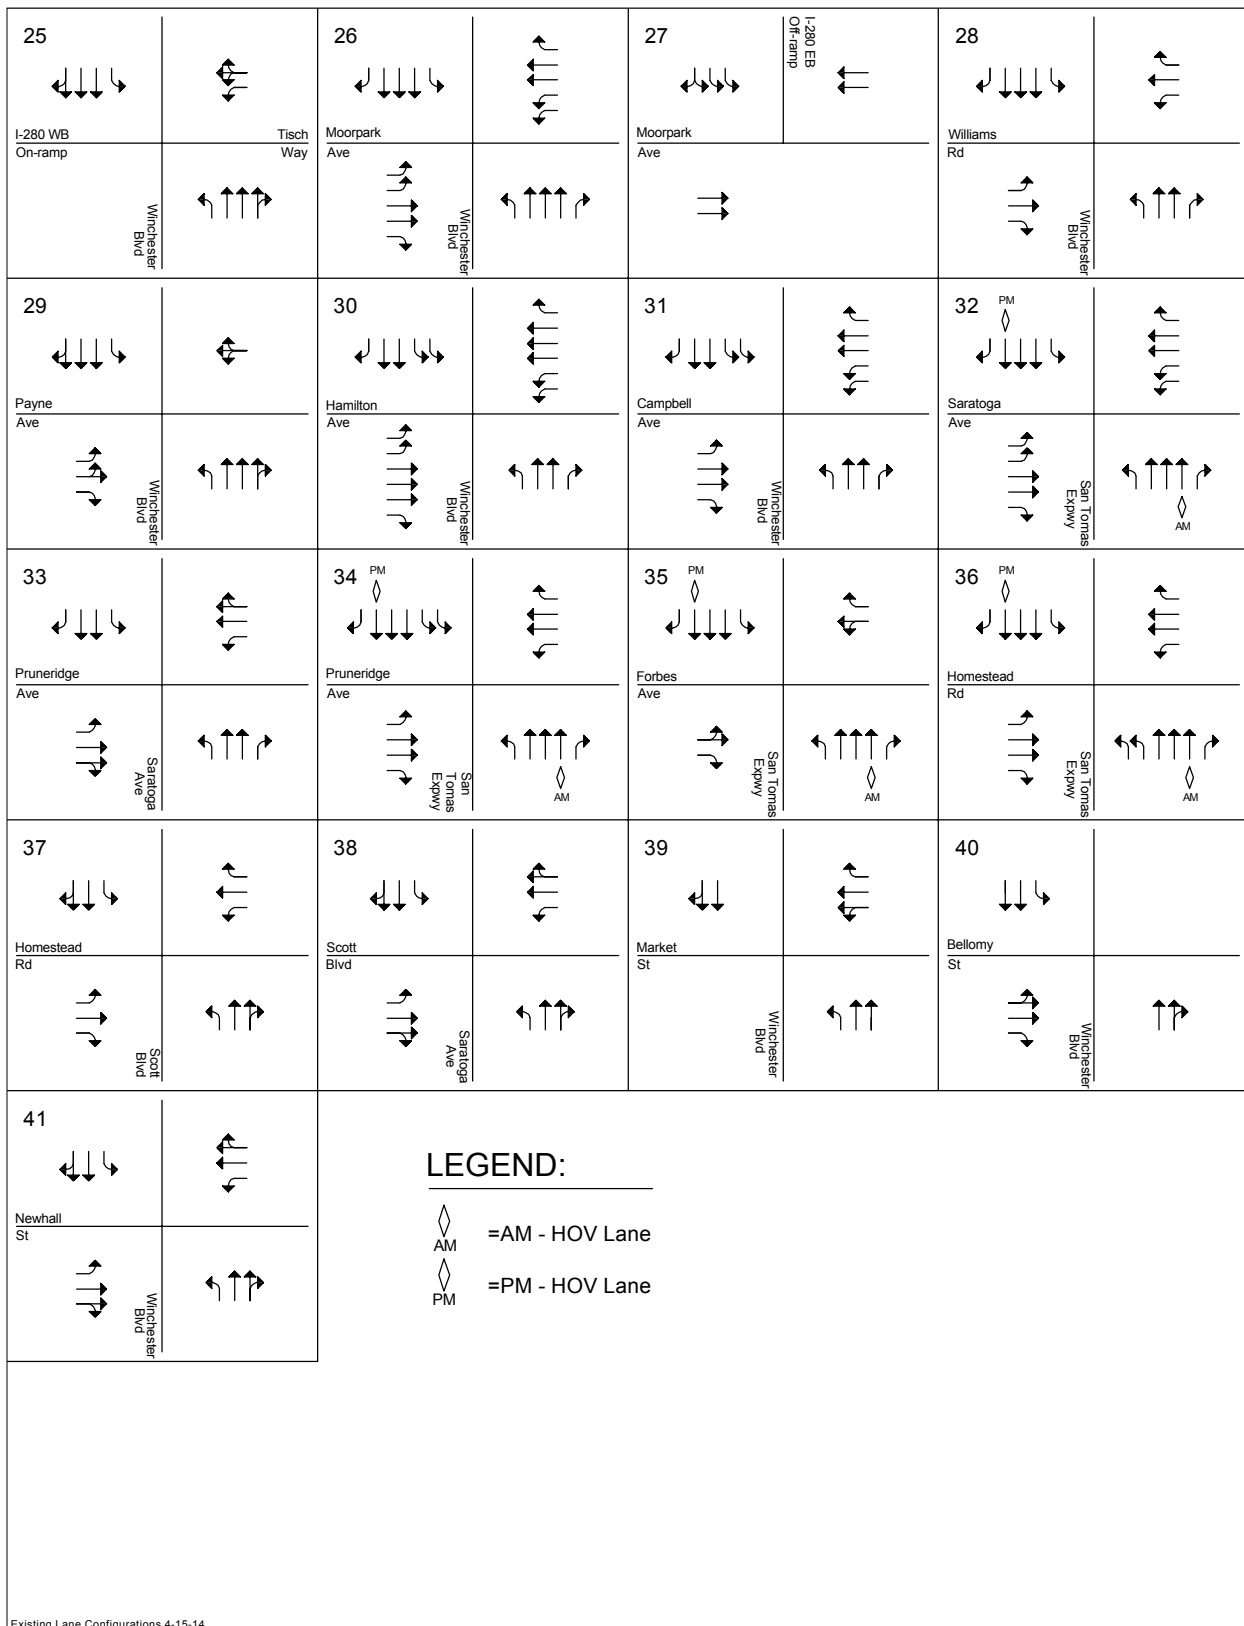 25
I-280 WB
On-ramp
Tisch
Way
Winchester
Blvd
26
Moorpark
Ave
Winchester
Blvd
27
I-280 EB
Off-ramp
Moorpark
Ave
28
Williams
Rd
Winchester
Blvd
29
Payne
Ave
Winchester
Blvd
30
Hamilton
Ave
Winchester
Blvd
31
Campbell
Ave
Winchester
Blvd
32
PM
Saratoga
Ave
San Tomas
Expwy
AM
33
Pruneridge
Ave
Saratoga
Ave
34
PM
Pruneridge
Ave
San
Tomas
Expwy
AM
35
PM
Forbes
Ave
San Tomas
Expwy
AM
36
PM
Homestead
Rd
San Tomas
Expwy
AM
37
Homestead
Rd
Scott
Blvd
38
Scott
Blvd
Saratoga
Ave
39
Market
St
Winchester
Blvd
40
Bellomy
St
Winchester
Blvd
41
Newhall
St
Winchester
Blvd
LEGEND:
AM =AM - HOV Lane
PM =PM - HOV Lane
Existing Lane Configurations 4-15-14